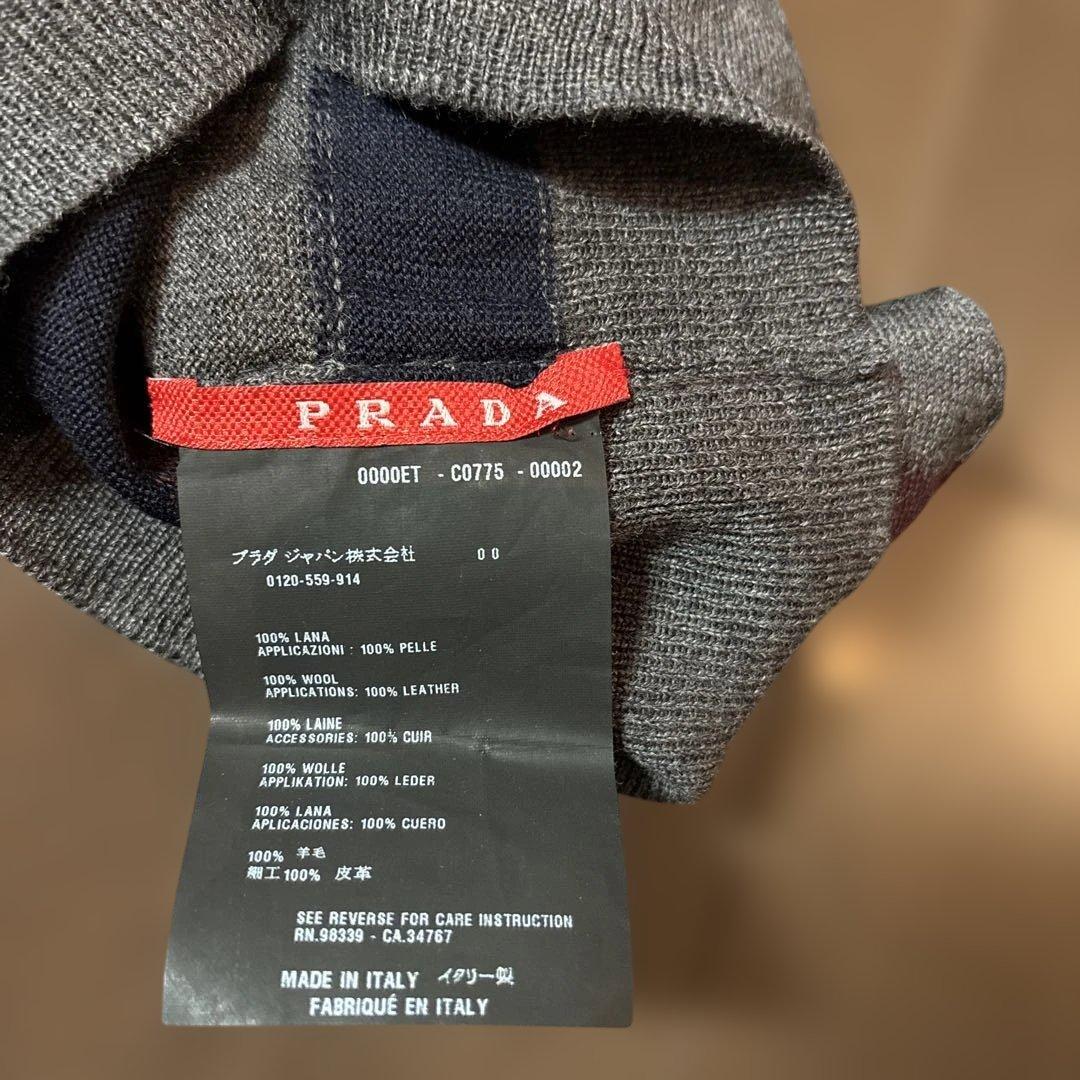 PRADA
0000ET - C0775 - 00002
プラダ ジャパン株式会社 00
0120-559-914
100% LANA
APPLICAZIONI : 100% PELLE
100% WOOL
APPLICATIONS: 100% LEATHER
100% LAINE
ACCESSORIES: 100% CUIR
100% WOLLE
APPLIKATION: 100% LEDER
100% LANA
APLICACIONES: 100% CUERO
100% 羊毛
細工100% 皮革
SEE REVERSE FOR CARE INSTRUCTION
RN.98339 - CA.34767
MADE IN ITALY イタリー製
FABRIQUÉ EN ITALY